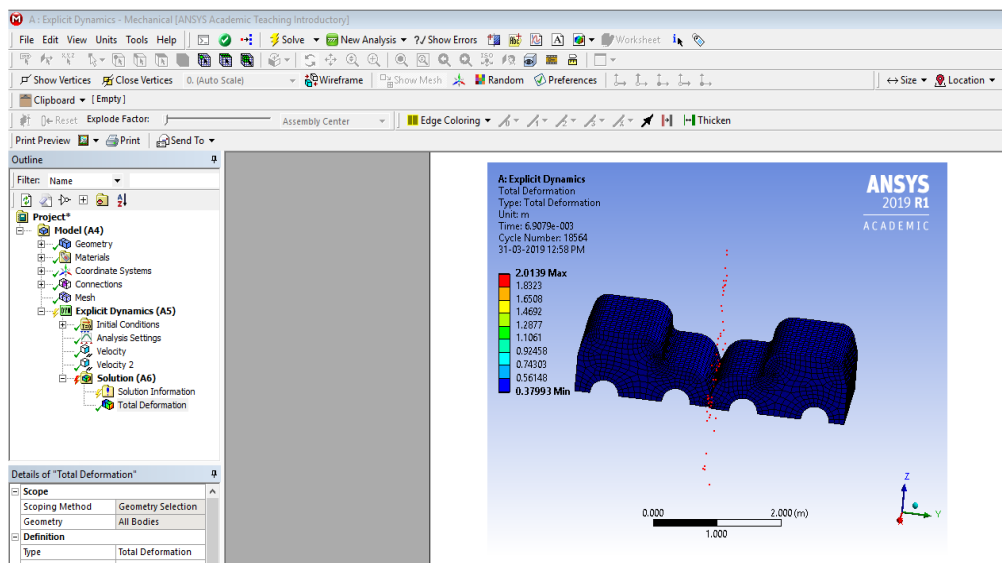 A : Explicit Dynamics - Mechanical [ANSYS Academic Teaching Introductory]
File Edit View Units Tools Help Solve New Analysis ?/ Show Errors A Worksheet
Show Vertices Close Vertices 0. (Auto Scale) Wireframe Show Mesh Random Preferences Size Location
Clipboard [Empty]
Reset Explode Factor: Assembly Center Edge Coloring Thicken
Print Preview Print Send To
Outline
Filter: Name
Project*
Model (A4)
Geometry
Materials
Coordinate Systems
Connections
Mesh
Explicit Dynamics (A5)
Initial Conditions
Analysis Settings
Velocity
Velocity 2
Solution (A6)
Solution Information
Total Deformation
Details of "Total Deformation"
Scope
Scoping Method Geometry Selection
Geometry All Bodies
Definition
Type Total Deformation
A: Explicit Dynamics
Total Deformation
Type: Total Deformation
Unit: m
Time: 6.9079e-003
Cycle Number: 18564
31-03-2019 12:58 PM
2.0139 Max
1.8323
1.6508
1.4692
1.2877
1.1061
0.92458
0.74303
0.56148
0.37993 Min
ANSYS
2019 R1
ACADEMIC
0.000 2.000 (m)
1.000
Z
Y